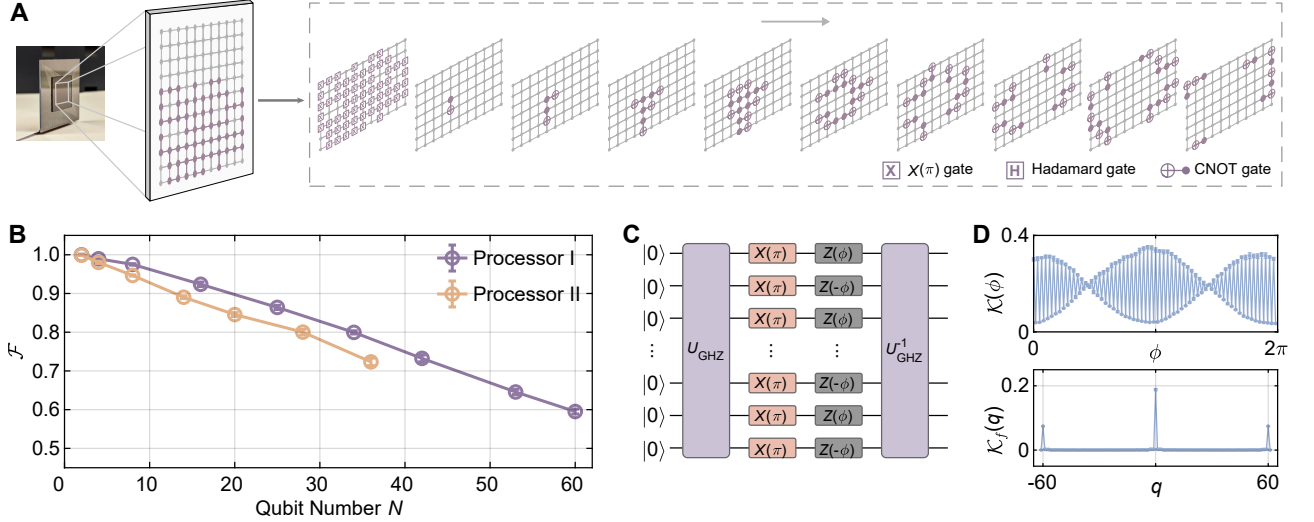 A
X X(π) gate
H Hadamard gate
CNOT gate
B
1.0
0.9
0.8
0.7
0.6
0.5
ℱ
Processor I
Processor II
0 10 20 30 40 50 60
Qubit Number N
C
|0⟩ X(π) Z(ϕ)
|0⟩ X(π) Z(-ϕ)
|0⟩ X(π) Z(ϕ)
⋮ U_GHZ ⋮ ⋮ U_GHZ^-1
|0⟩ X(π) Z(-ϕ)
|0⟩ X(π) Z(ϕ)
|0⟩ X(π) Z(-ϕ)
D
0.4
𝒦(ϕ)
0
0 ϕ 2π
0.2
𝒦_f(q)
0
-60 q 60